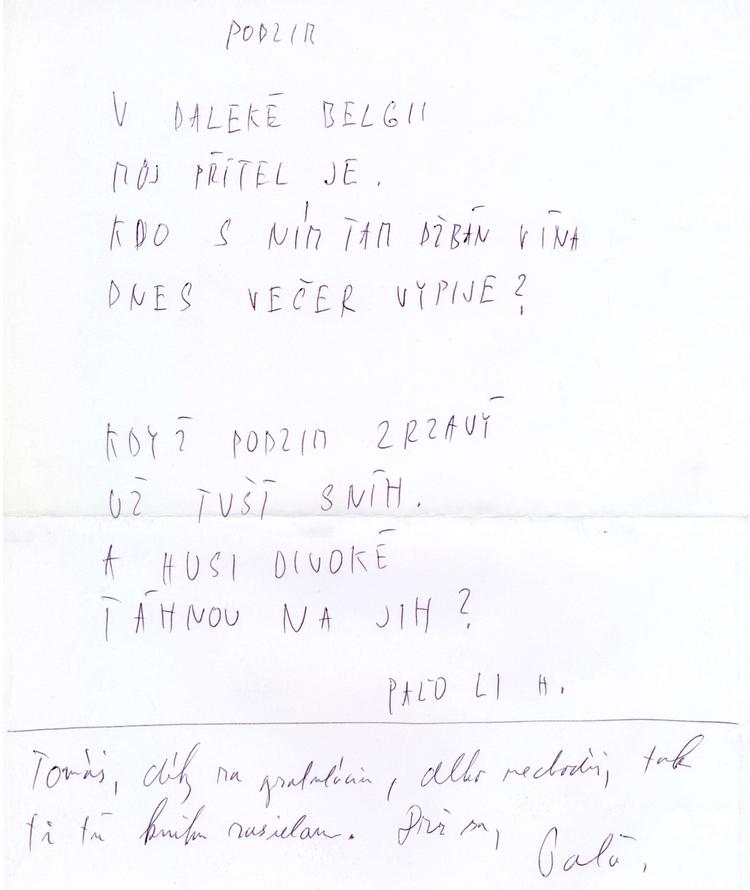 PODZIM
V DALEKÉ BELGII
MŮJ PŘÍTEL JE.
KDO S NÍM TAM DŽBÁN VÍNA
DNES VEČER VYPIJE?
KDYŽ PODZIM ZRZAVÝ
UŽ TUŠÍ SNÍH.
A HUSI DIVOKÉ
TÁHNOU NA JIH?
PALO LI H.
Tomáš, dík za gratuláciu, dlho nechodíš, tak
ti tú knihu zasielam. Drž sa,
Palo.